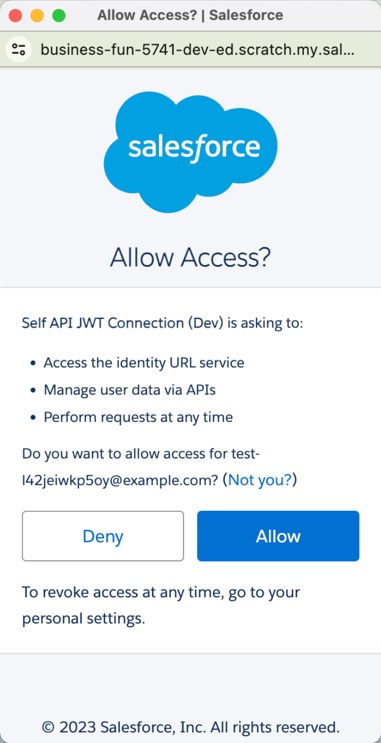 Allow Access? | Salesforce
business-fun-5741-dev-ed.scratch.my.sal...
salesforce
Allow Access?
Self API JWT Connection (Dev) is asking to:
• Access the identity URL service
• Manage user data via APIs
• Perform requests at any time
Do you want to allow access for test-
l42jeiwkp5oy@example.com? (Not you?)
Deny
Allow
To revoke access at any time, go to your
personal settings.
© 2023 Salesforce, Inc. All rights reserved.